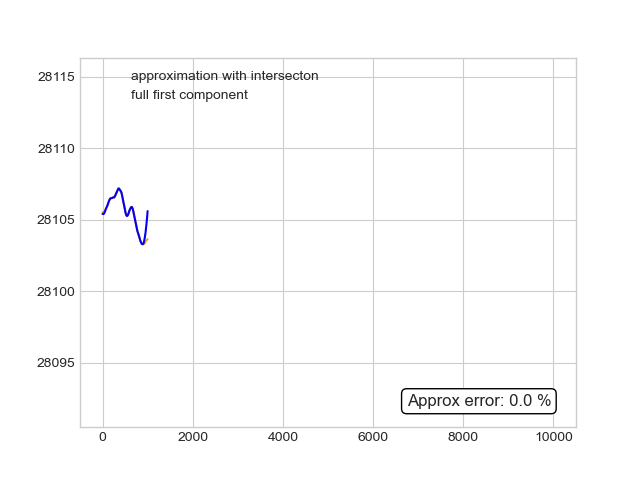 28115
approximation with intersecton
full first component
28110
28105
28100
28095
Approx error: 0.0 %
0 2000 4000 6000 8000 10000